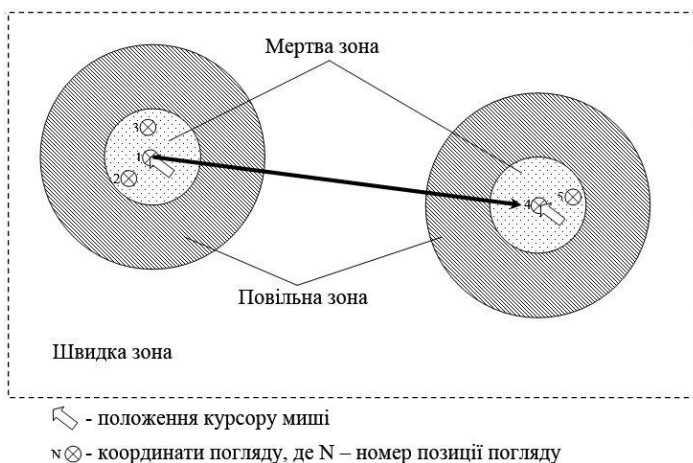 Мертва зона
3
1
2
4
5
Повільна зона
Швидка зона
- положення курсору миші
N - координати погляду, де N – номер позиції погляду